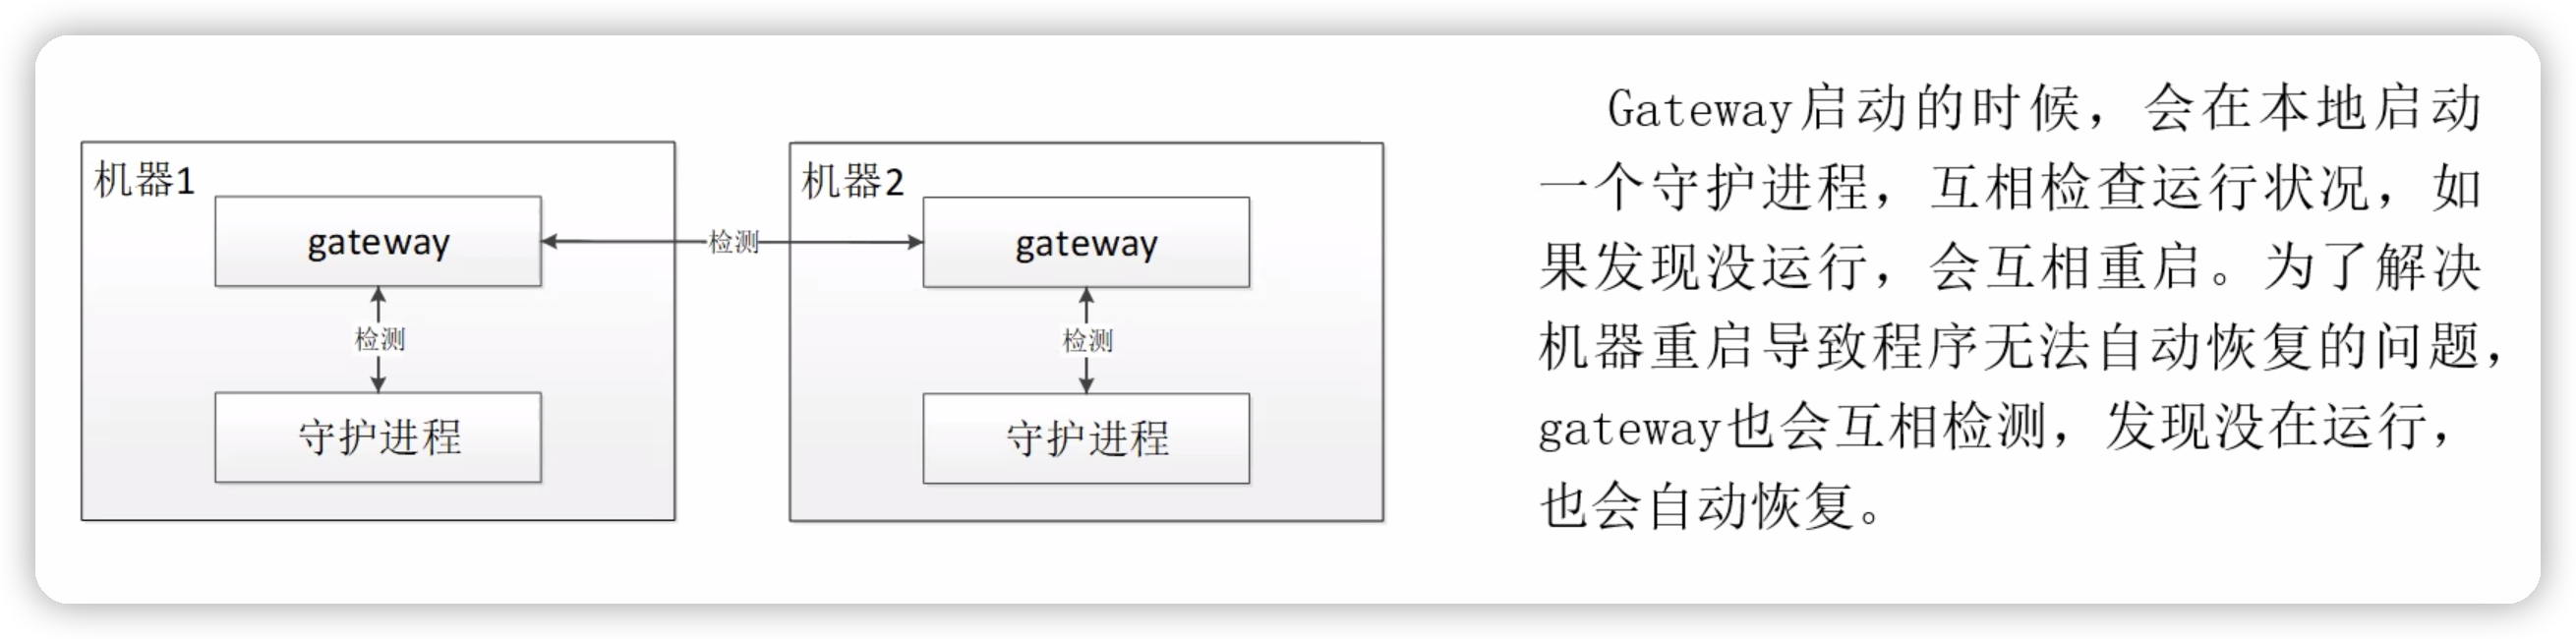 机器1
gateway
检测
守护进程
检测
机器2
gateway
检测
守护进程
Gateway启动的时候，会在本地启动
一个守护进程，互相检查运行状况，如
果发现没运行，会互相重启。为了解决
机器重启导致程序无法自动恢复的问题，
gateway也会互相检测，发现没在运行，
也会自动恢复。